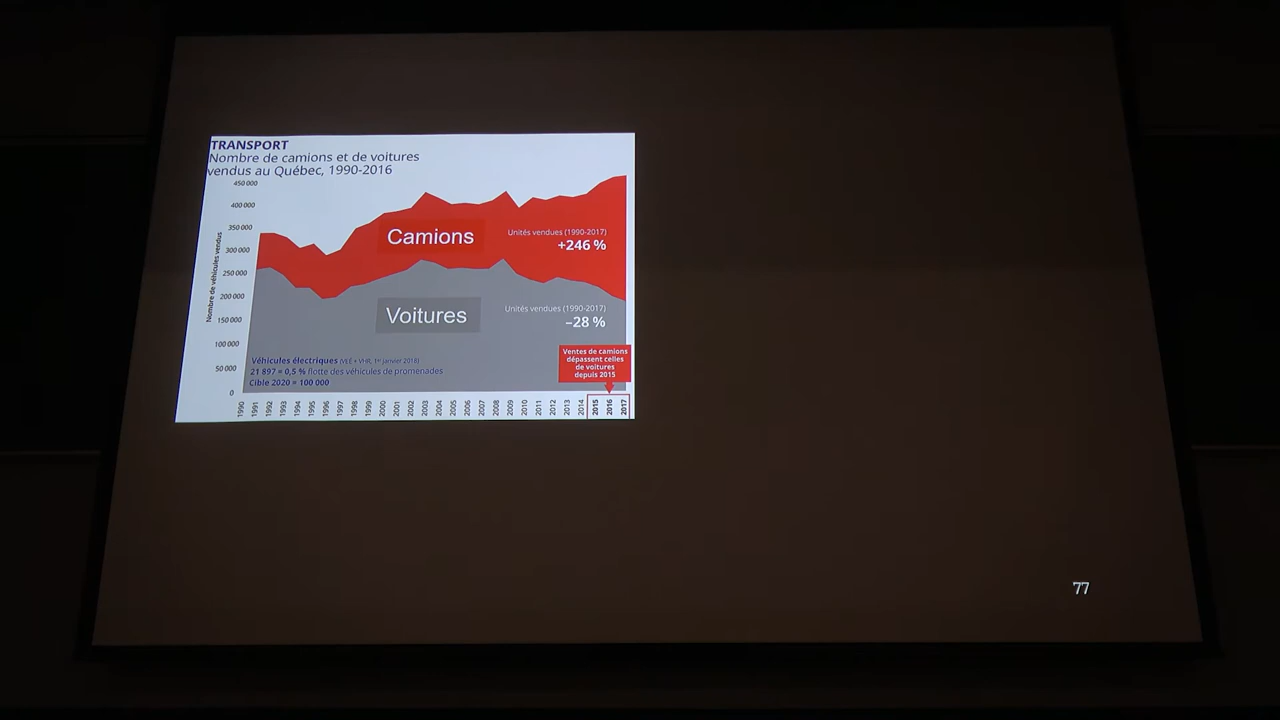 TRANSPORT
Nombre de camions et de voitures
vendus au Québec, 1990-2016
Nombre de véhicules vendus
450 000
400 000
350 000
300 000
250 000
200 000
150 000
100 000
50 000
0
Camions
Unités vendues (1990-2017)
+246 %
Voitures
Unités vendues (1990-2017)
–28 %
Véhicules électriques (VÉÉ + VHR, 1er janvier 2018)
21 897 = 0,5 % flotte des véhicules de promenades
Cible 2020 = 100 000
Ventes de camions
dépassent celles
de voitures
depuis 2015
1990 1991 1992 1993 1994 1995 1996 1997 1998 1999 2000 2001 2002 2003 2004 2005 2006 2007 2008 2009 2010 2011 2012 2013 2014 2015 2016 2017
77